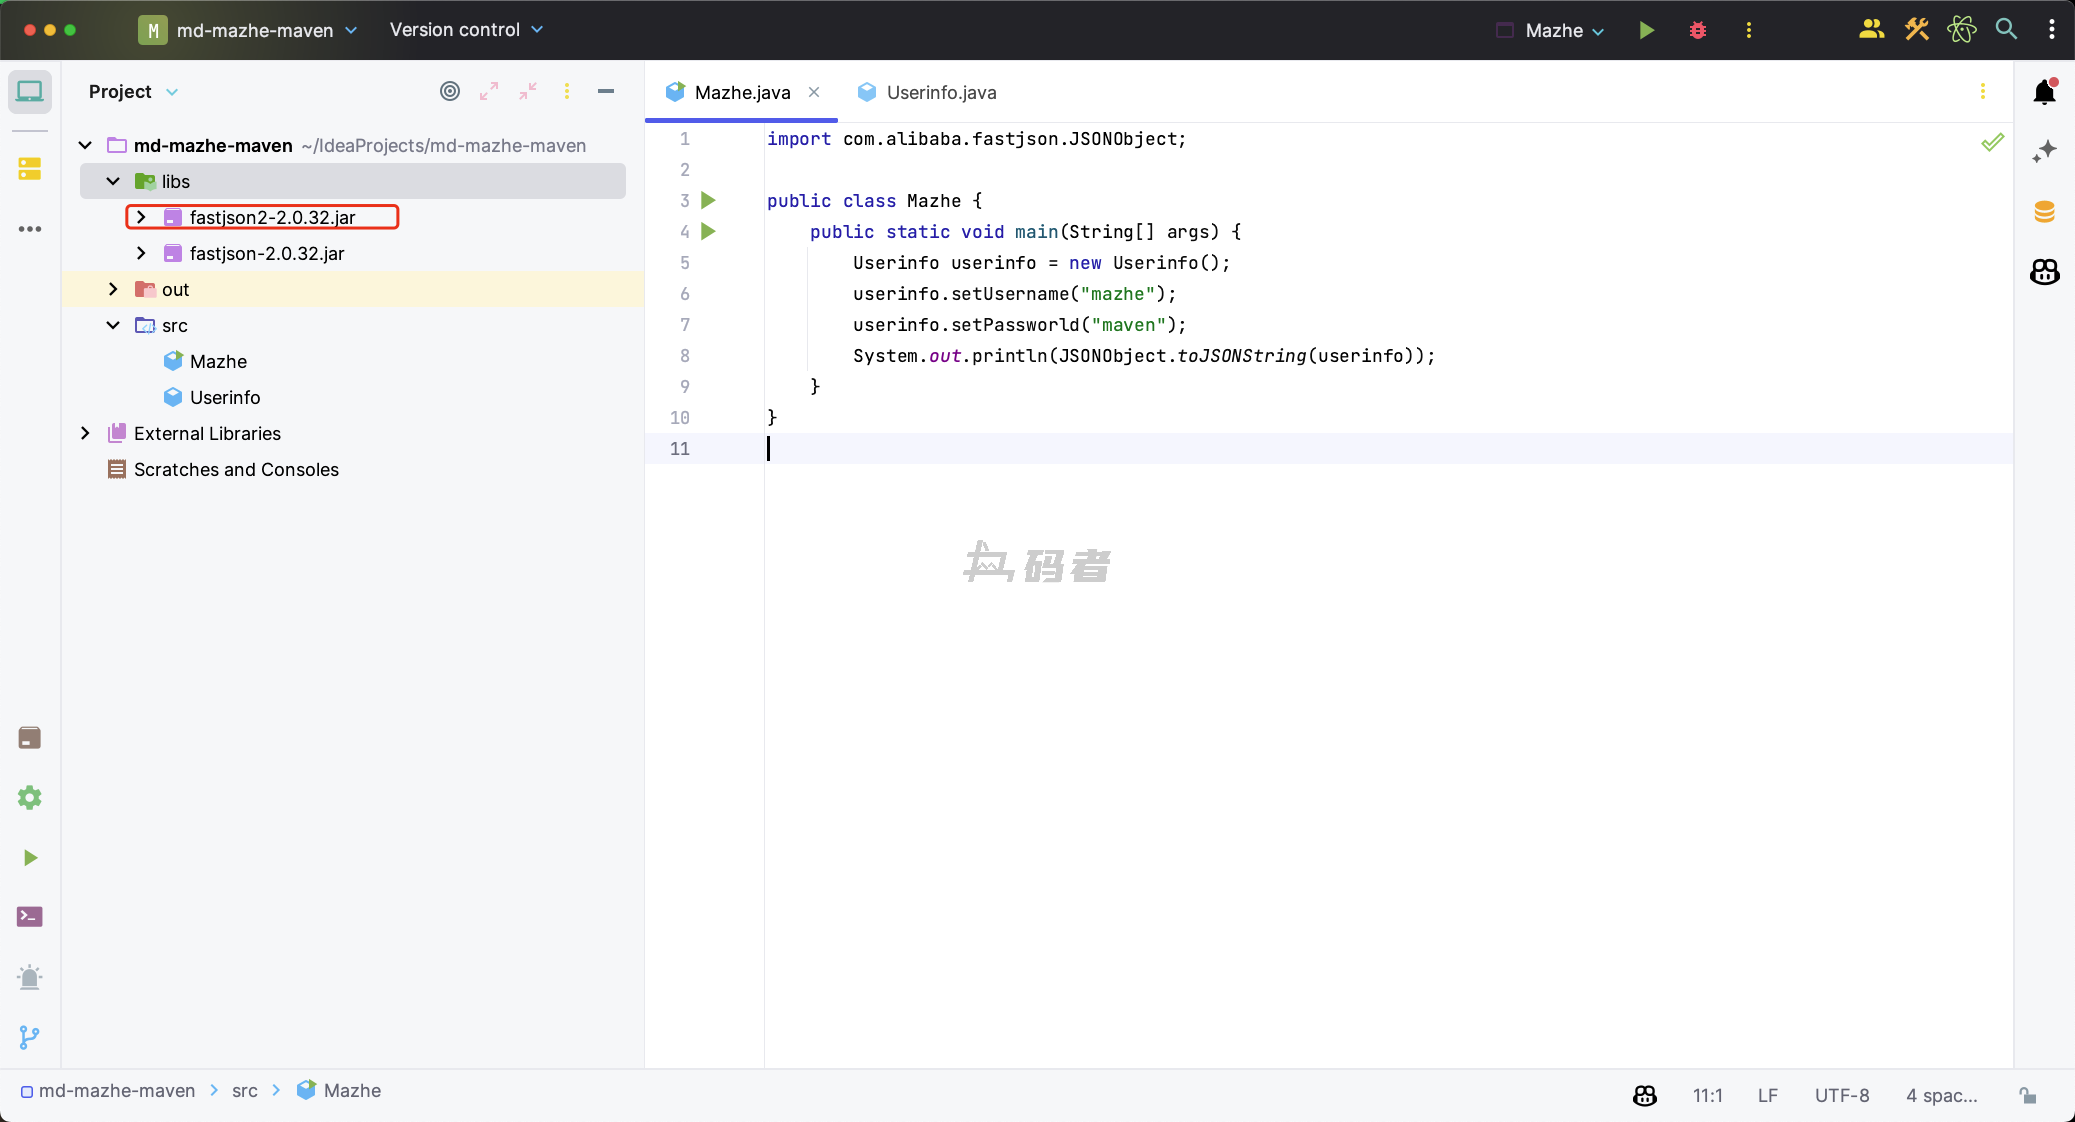 M md-mazhe-maven Version control Mazhe
Project
md-mazhe-maven ~/IdeaProjects/md-mazhe-maven
libs
fastjson2-2.0.32.jar
fastjson-2.0.32.jar
out
src
Mazhe
Userinfo
External Libraries
Scratches and Consoles
Mazhe.java Userinfo.java
1 import com.alibaba.fastjson.JSONObject;
2
3 public class Mazhe {
4 public static void main(String[] args) {
5 Userinfo userinfo = new Userinfo();
6 userinfo.setUsername("mazhe");
7 userinfo.setPassworld("maven");
8 System.out.println(JSONObject.toJSONString(userinfo));
9 }
10 }
11
码者
md-mazhe-maven src Mazhe
11:1 LF UTF-8 4 spac...